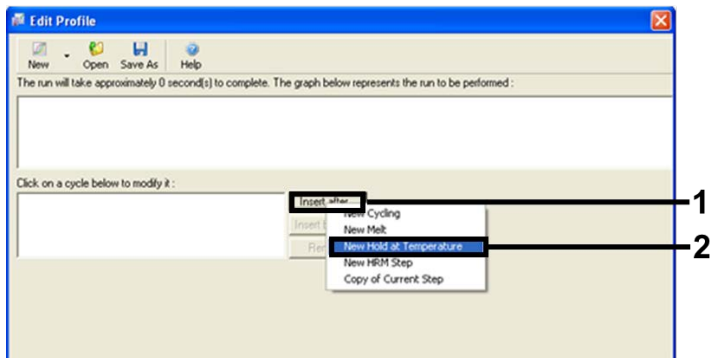 Edit Profile
New Open Save As Help
The run will take approximately 0 second(s) to complete. The graph below represents the run to be performed :
Click on a cycle below to modify it :
Insert after... 1
New Cycling
Insert
New Melt
New Hold at Temperature 2
New HRM Step
Copy of Current Step